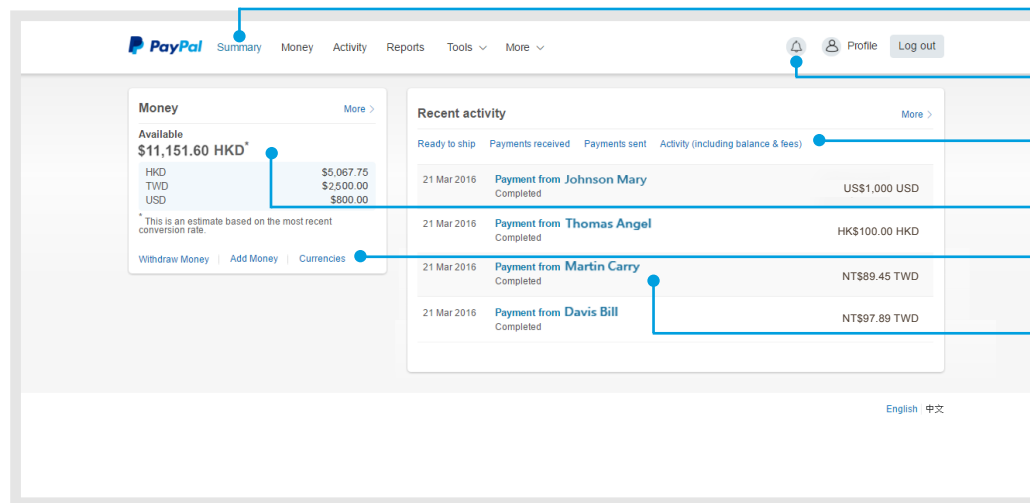 PayPal Summary Money Activity Reports Tools More Profile Log out
Money More
Available
$11,151.60 HKD*
HKD $5,067.75
TWD $2,500.00
USD $800.00
* This is an estimate based on the most recent
conversion rate.
Withdraw Money Add Money Currencies
Recent activity More
Ready to ship Payments received Payments sent Activity (including balance & fees)
21 Mar 2016 Payment from Johnson Mary US$1,000 USD
Completed
21 Mar 2016 Payment from Thomas Angel HK$100.00 HKD
Completed
21 Mar 2016 Payment from Martin Carry NT$89.45 TWD
Completed
21 Mar 2016 Payment from Davis Bill NT$97.89 TWD
Completed
English 中文